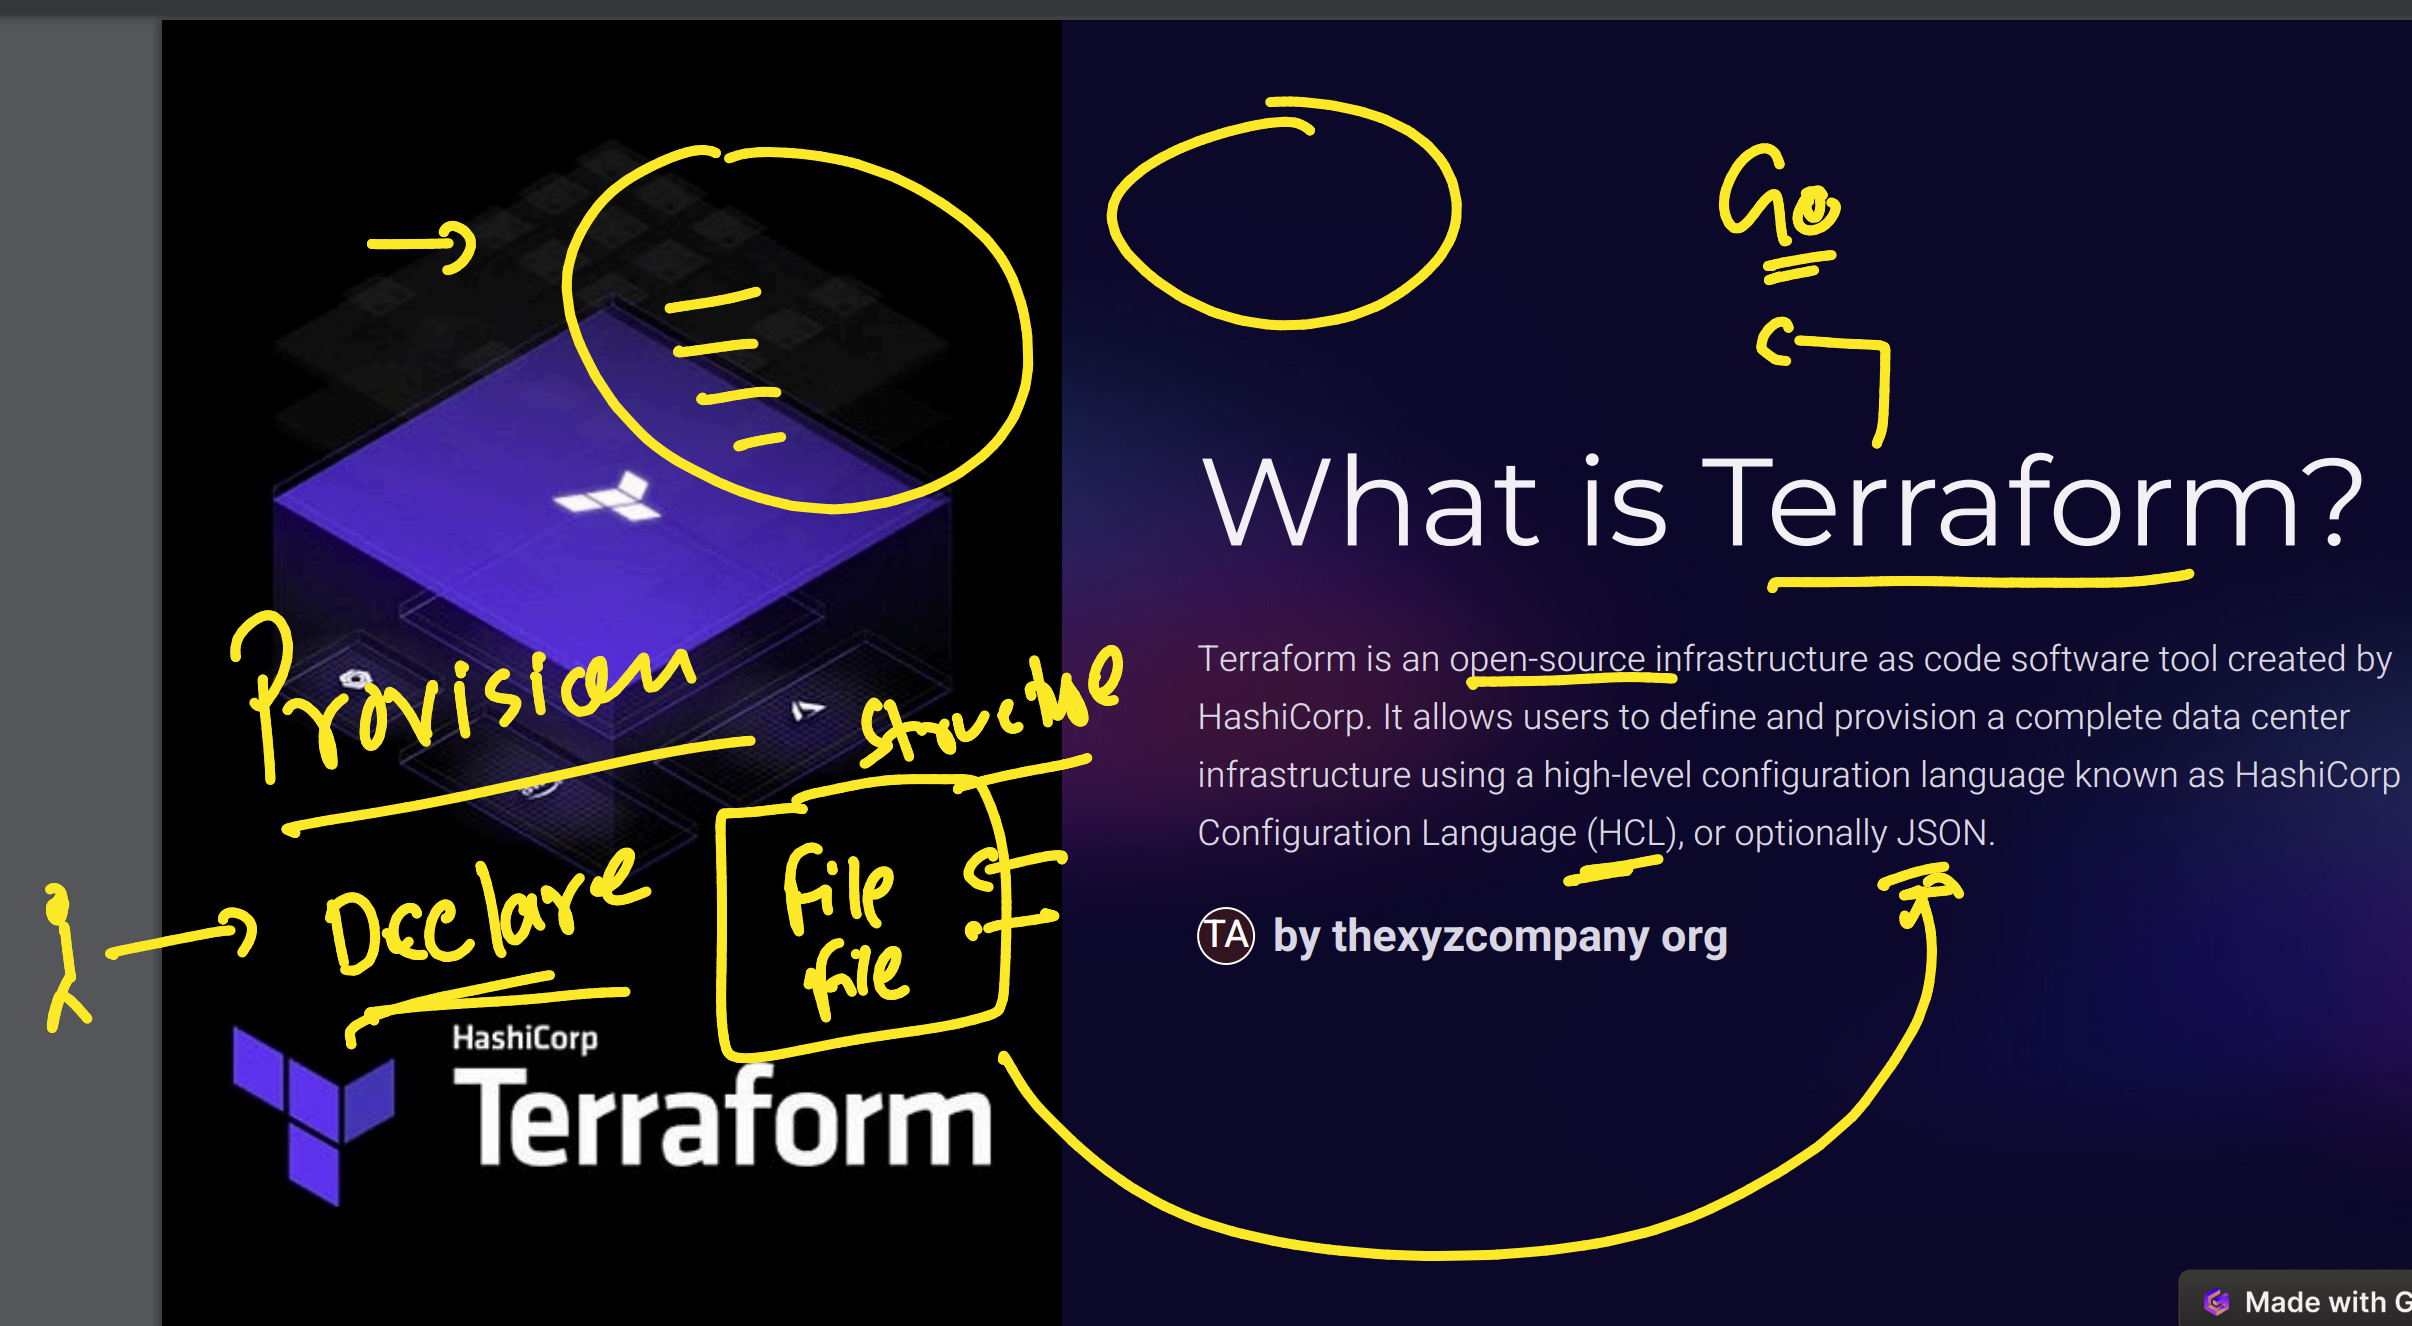 Go
What is Terraform?
Terraform is an open-source infrastructure as code software tool created by
HashiCorp. It allows users to define and provision a complete data center
infrastructure using a high-level configuration language known as HashiCorp
Configuration Language (HCL), or optionally JSON.
TA by thexyzcompany org
Provision
structure
Declare
file
file
HashiCorp
Terraform
Made with G